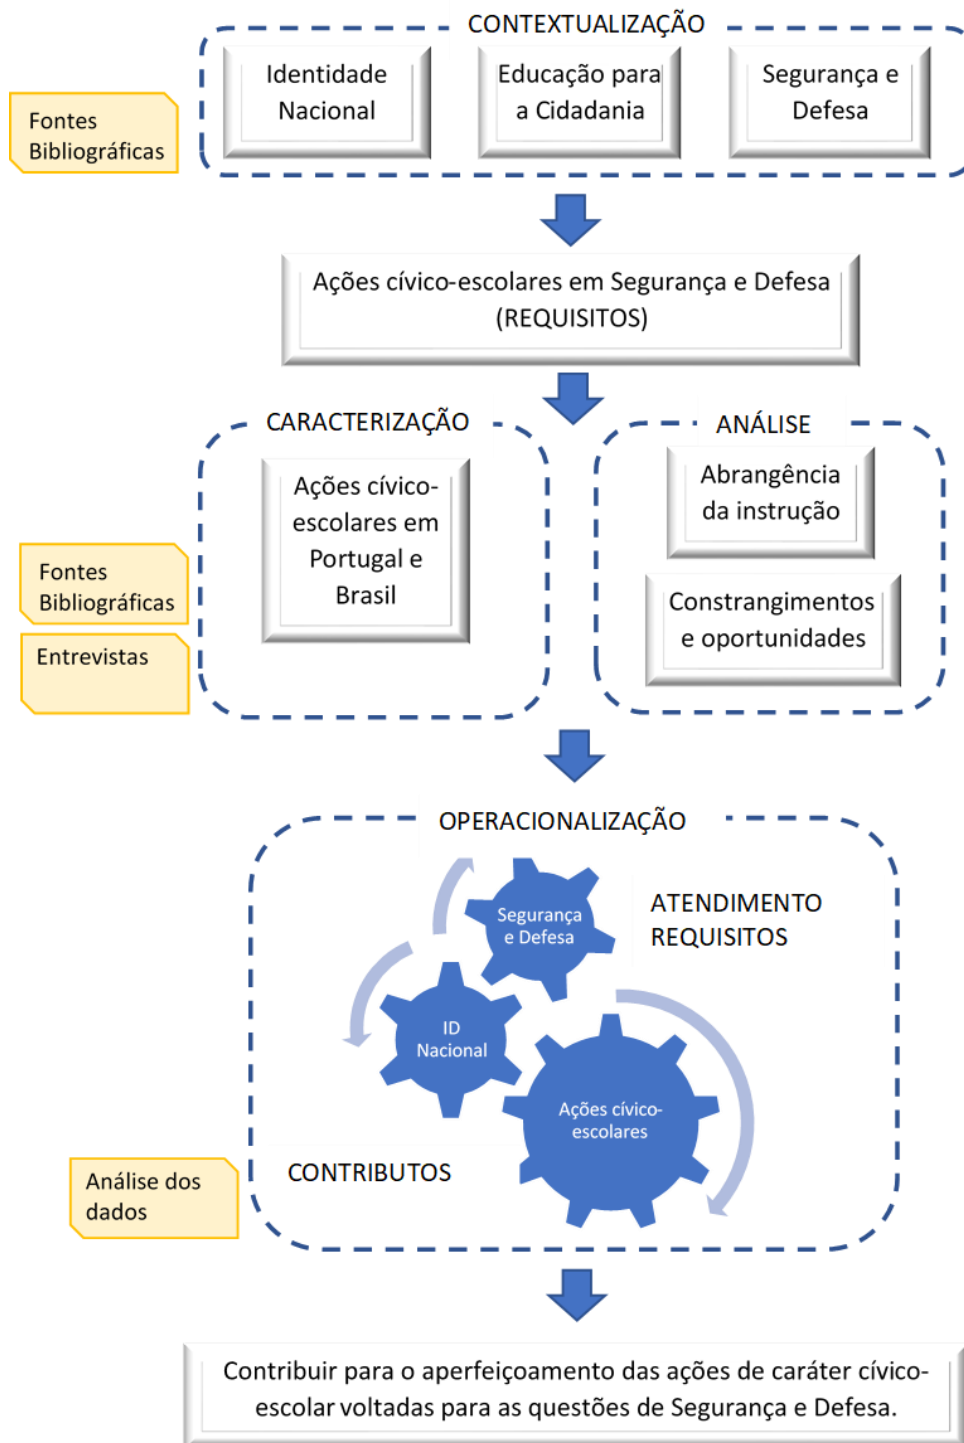 CONTEXTUALIZAÇÃO
Identidade
Nacional
Educação para
a Cidadania
Segurança e
Defesa
Fontes
Bibliográficas
Ações cívico-escolares em Segurança e Defesa
(REQUISITOS)
CARACTERIZAÇÃO
Ações cívico-
escolares em
Portugal e
Brasil
ANÁLISE
Abrangência
da instrução
Constrangimentos
e oportunidades
Fontes
Bibliográficas
Entrevistas
OPERACIONALIZAÇÃO
Segurança
e Defesa
ATENDIMENTO
REQUISITOS
ID
Nacional
Ações cívico-
escolares
CONTRIBUTOS
Análise dos
dados
Contribuir para o aperfeiçoamento das ações de caráter cívico-
escolar voltadas para as questões de Segurança e Defesa.